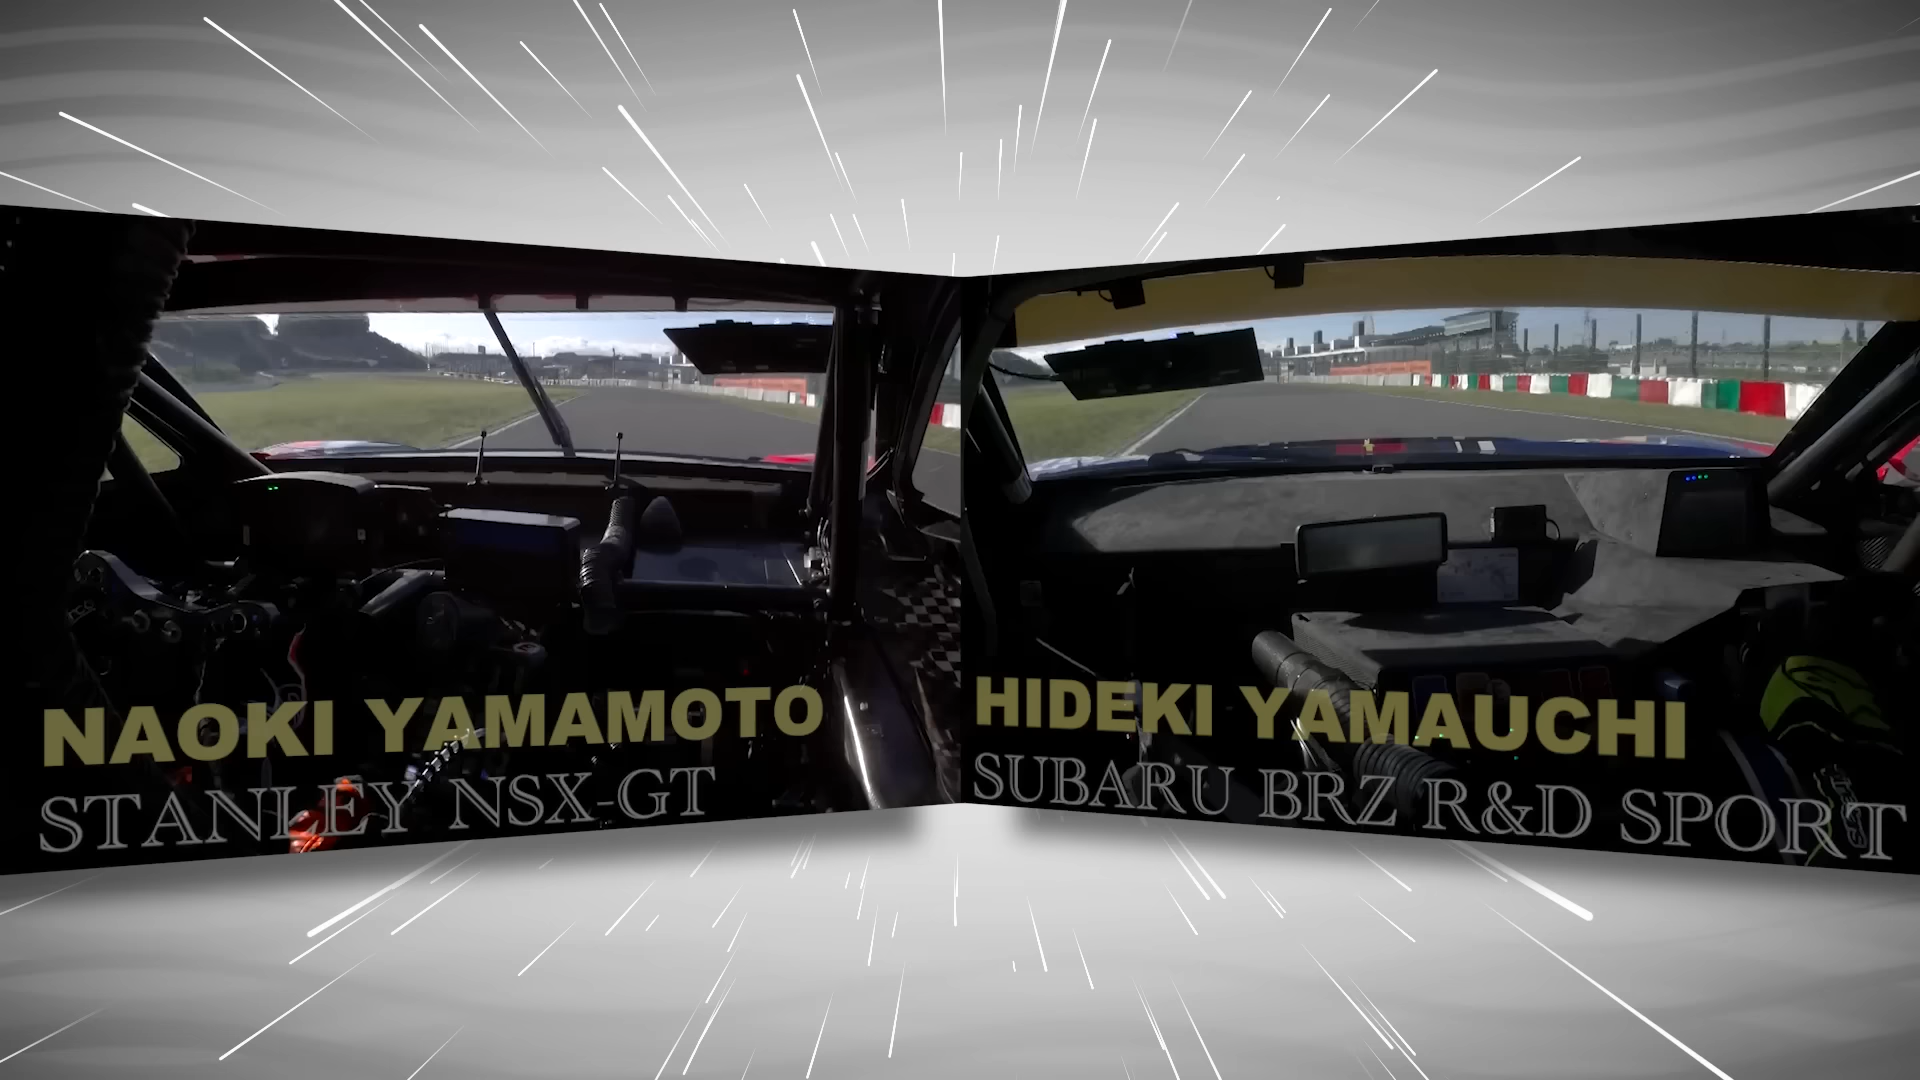 NAOKI YAMAMOTO
STANLEY NSX-GT
HIDEKI YAMAUCHI
SUBARU BRZ R&D SPORT